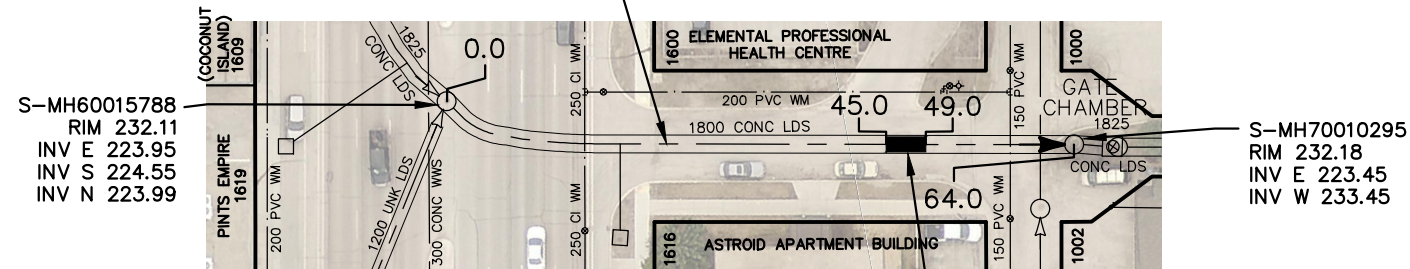 S-MH60015788
RIM 232.11
INV E 223.95
INV S 224.55
INV N 223.99
(COCONUT
ISLAND)
1609
PINTS EMPIRE
1619
200 PVC WM
1825
CONC LDS
0.0
1200 UNK LDS
300 CONC WWS
250 CI WM
250 CI WM
1600
ELEMENTAL PROFESSIONAL
HEALTH CENTRE
200 PVC WM
45.0
49.0
1800 CONC LDS
150 PVC WM
1000
GATE
CHAMBER
1825
CONC LDS
64.0
150 PVC WM
1616
ASTROID APARTMENT BUILDING
1002
S-MH70010295
RIM 232.18
INV E 223.45
INV W 233.45